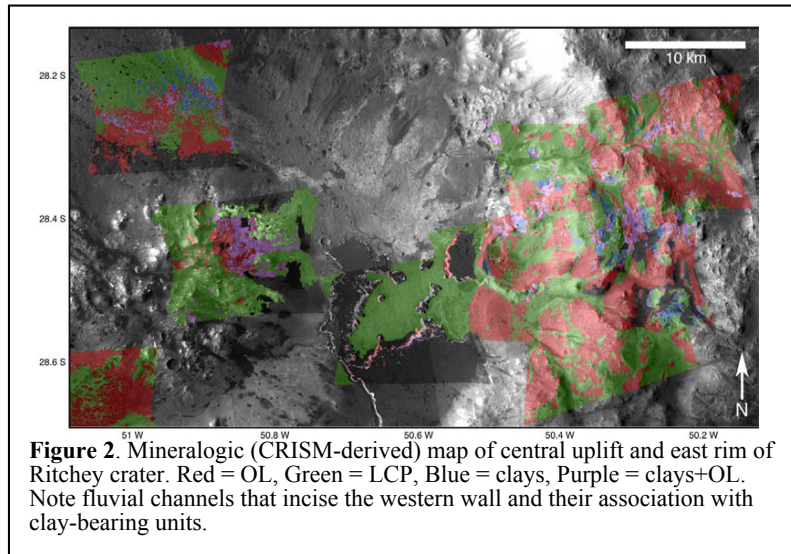 28.2 S
10 km
28.4 S
28.6 S
N
51 W
50.8 W
50.6 W
50.4 W
50.2 W
Figure 2. Mineralogic (CRISM-derived) map of central uplift and east rim of
Ritchey crater. Red = OL, Green = LCP, Blue = clays, Purple = clays+OL.
Note fluvial channels that incise the western wall and their association with
clay-bearing units.